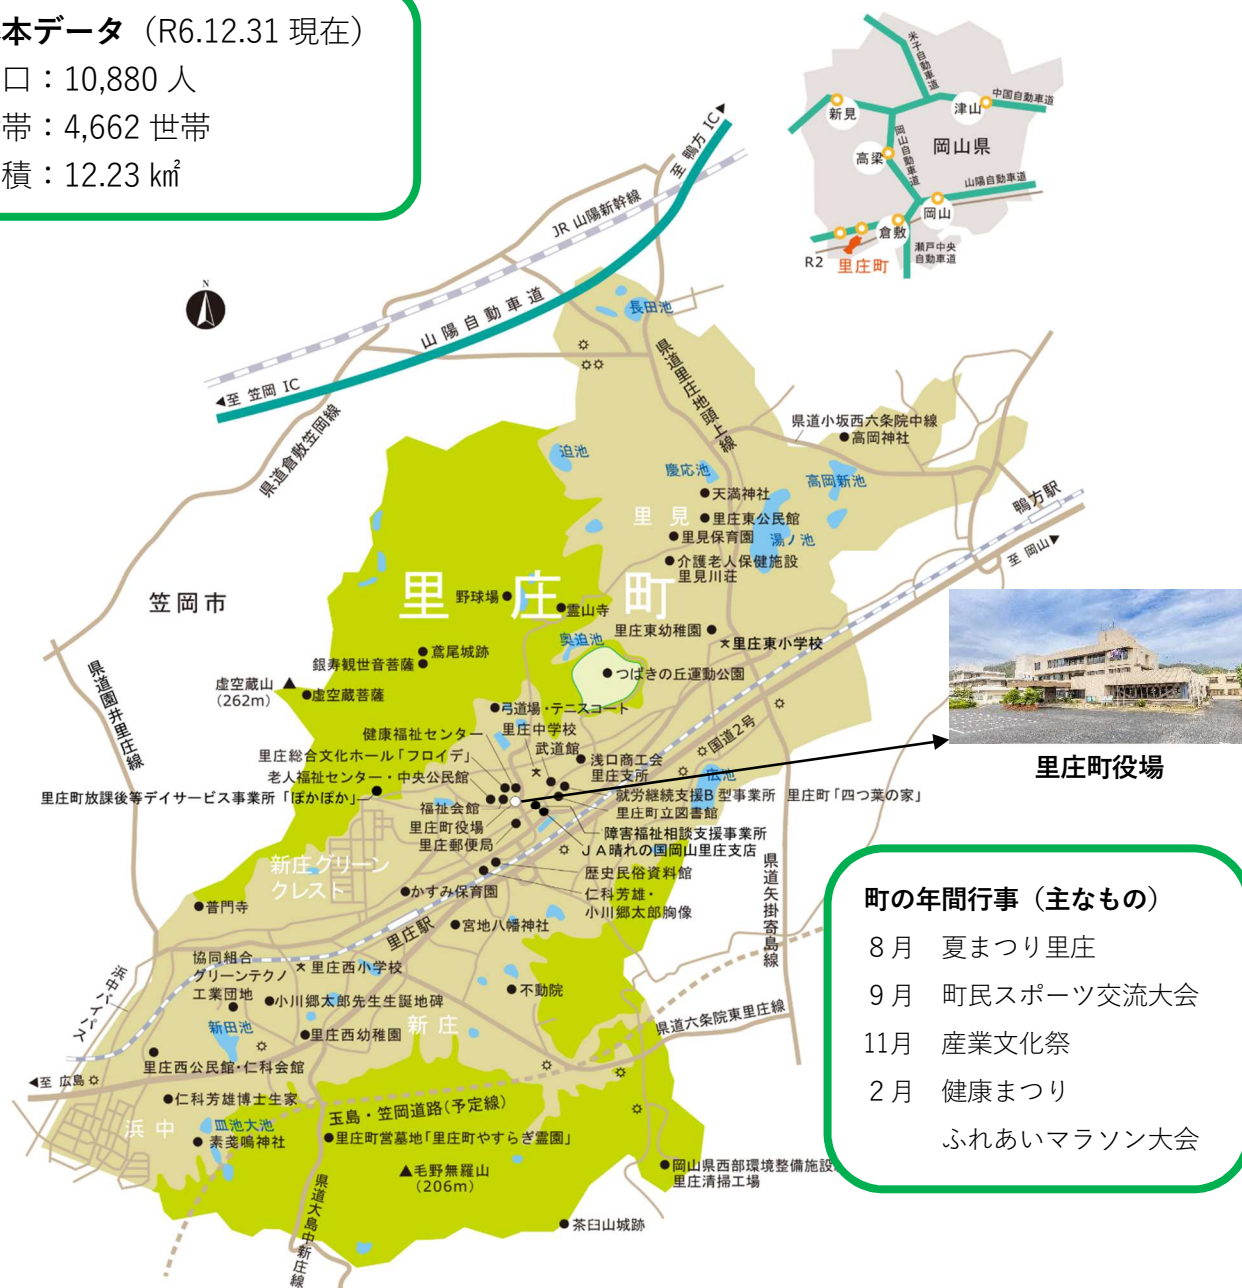 本データ（R6.12.31 現在）
口：10,880 人
帯：4,662 世帯
積：12.23 ㎢
米子自動車道
中国自動車道
新見
津山
岡山自動車道
岡山県
高梁
山陽自動車道
岡山
倉敷
瀬戸中央
自動車道
R2
里庄町
至 鴨方 IC
JR 山陽新幹線
N
山陽自動車道
至 笠岡 IC
県道倉敷笠岡線
長田池
県道里庄地頭上線
県道小坂西六条院中線
高岡神社
迫池
慶応池
高岡新池
天満神社
里見
里庄東公民館
里見保育園
湯ノ池
鴨方駅
至 岡山
介護老人保健施設
里見川荘
笠岡市
里庄町
野球場
霊山寺
里庄東幼稚園
里庄東小学校
奥迫池
鳶尾城跡
銀寿観世音菩薩
つばきの丘運動公園
虚空蔵山
（262m）
虚空蔵菩薩
県道園井里庄線
弓道場・テニスコート
里庄中学校
健康福祉センター
武道館
国道2号
里庄総合文化ホール「フロイデ」
浅口商工会
里庄支所
老人福祉センター・中央公民館
広池
里庄町放課後等デイサービス事業所「ぽかぽか」
福祉会館
就労継続支援B 型事業所　里庄町「四つ葉の家」
里庄町立図書館
里庄町役場
里庄郵便局
障害福祉相談支援事業所
ＪＡ晴れの国岡山里庄支店
歴史民俗資料館
仁科芳雄・
小川郷太郎胸像
県道矢掛寄島線
里庄町役場
新庄グリーン
クレスト
かすみ保育園
普門寺
里庄駅
宮地八幡神社
協同組合
グリーンテクノ
工業団地
里庄西小学校
浜中バイパス
小川郷太郎先生生誕地碑
不動院
新田池
里庄西幼稚園
新庄
県道六条院東里庄線
里庄西公民館・仁科会館
至 広島
仁科芳雄博士生家
玉島・笠岡道路(予定線)
浜中
皿池大池
素戔嗚神社
里庄町営墓地「里庄町やすらぎ霊園」
毛野無羅山
（206m）
岡山県西部環境整備施設
里庄清掃工場
県道大島中新庄線
茶臼山城跡
町の年間行事（主なもの）
8 月　夏まつり里庄
9 月　町民スポーツ交流大会
11月　産業文化祭
2 月　健康まつり
ふれあいマラソン大会